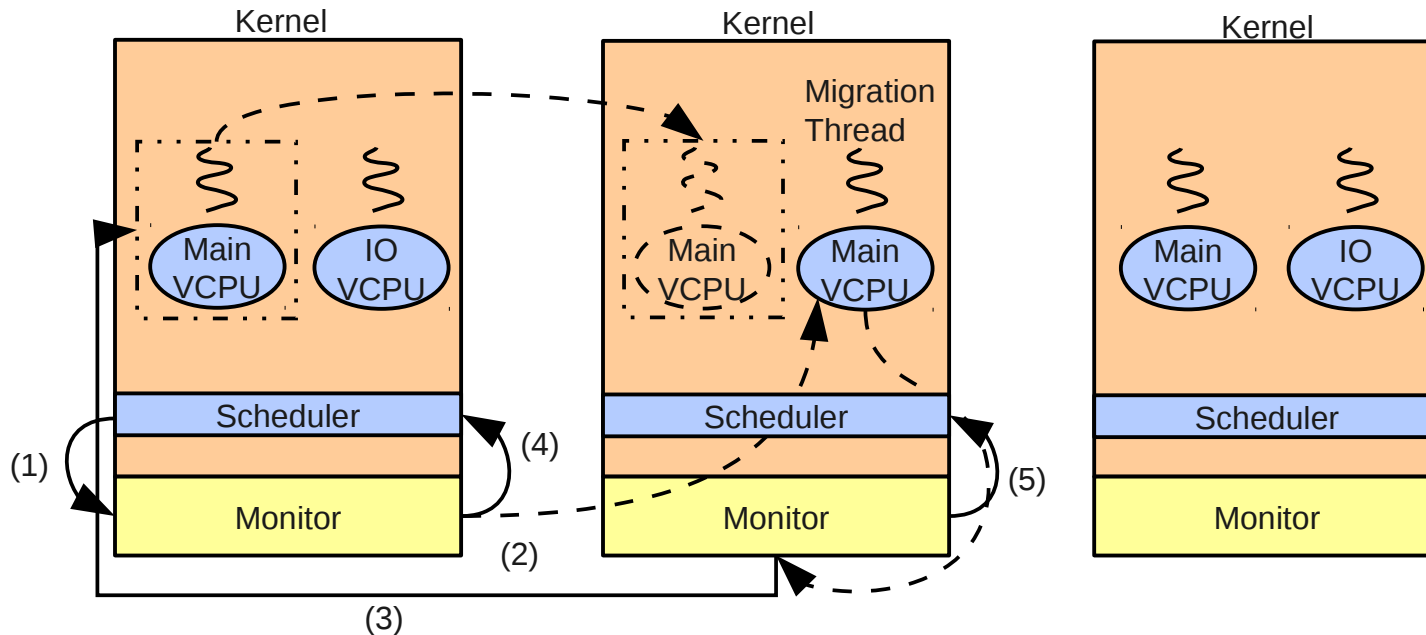 Kernel
Main
VCPU
IO
VCPU
Scheduler
Monitor
(1)
(4)
(2)
(3)
Kernel
Migration
Thread
Main
VCPU
Main
VCPU
Scheduler
Monitor
(5)
Kernel
Main
VCPU
IO
VCPU
Scheduler
Monitor